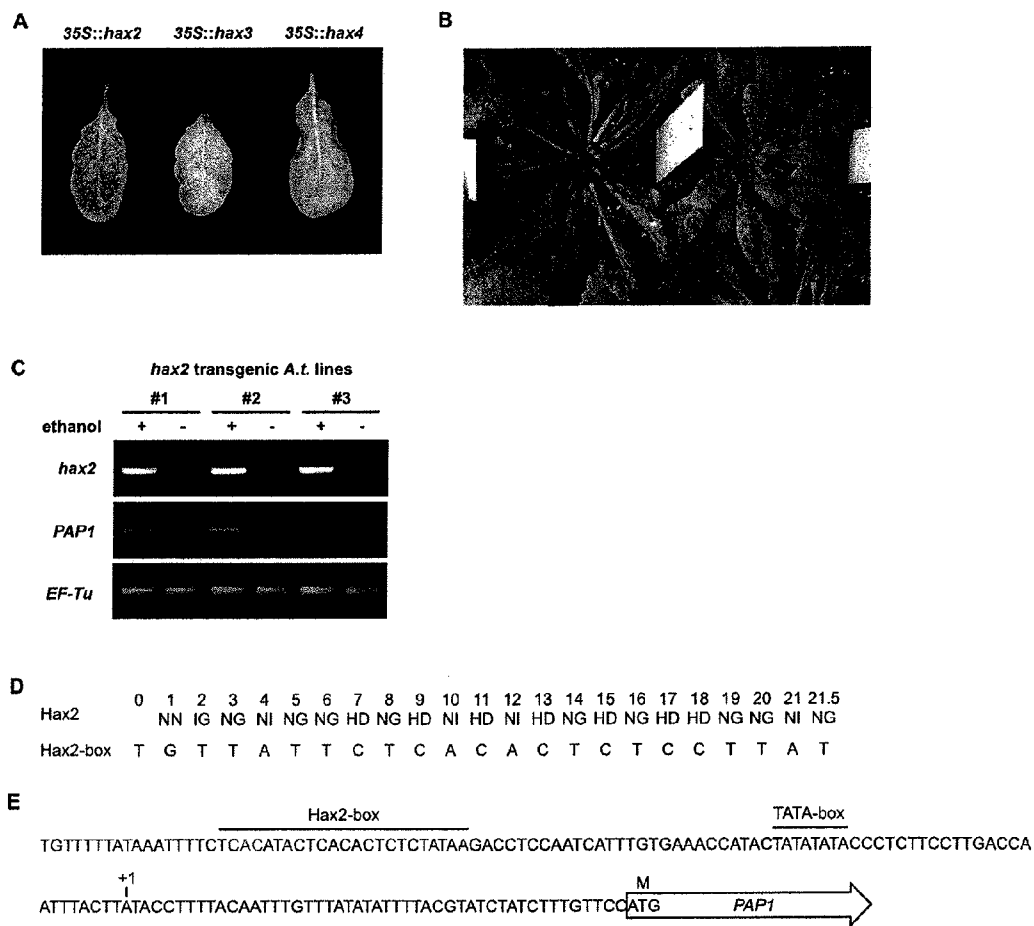 A
35S::hax2 35S::hax3 35S::hax4
B
C
hax2 transgenic A.t. lines
#1 #2 #3
ethanol + - + - + -
hax2
PAP1
EF-Tu
D
0 1 2 3 4 5 6 7 8 9 10 11 12 13 14 15 16 17 18 19 20 21 21.5
Hax2 NN IG NG NI NG NG HD NG HD NI HD NI HD NG HD NG HD HD NG NG NI NG
Hax2-box T G T T A T T C T C A C A C T C T C C T T A T
E
Hax2-box TATA-box
TGTTTTTATAAATTTTCTCACATACTCACACTCTCTATAAGACCTCCAATCATTTGTGAAACCATACTATATATACCCTCTTCCTTGACCA
+1 M
ATTTACTTATACCTTTTACAATTTGTTTATATATTTTACGTATCTATCTTTGTTCCATG PAP1